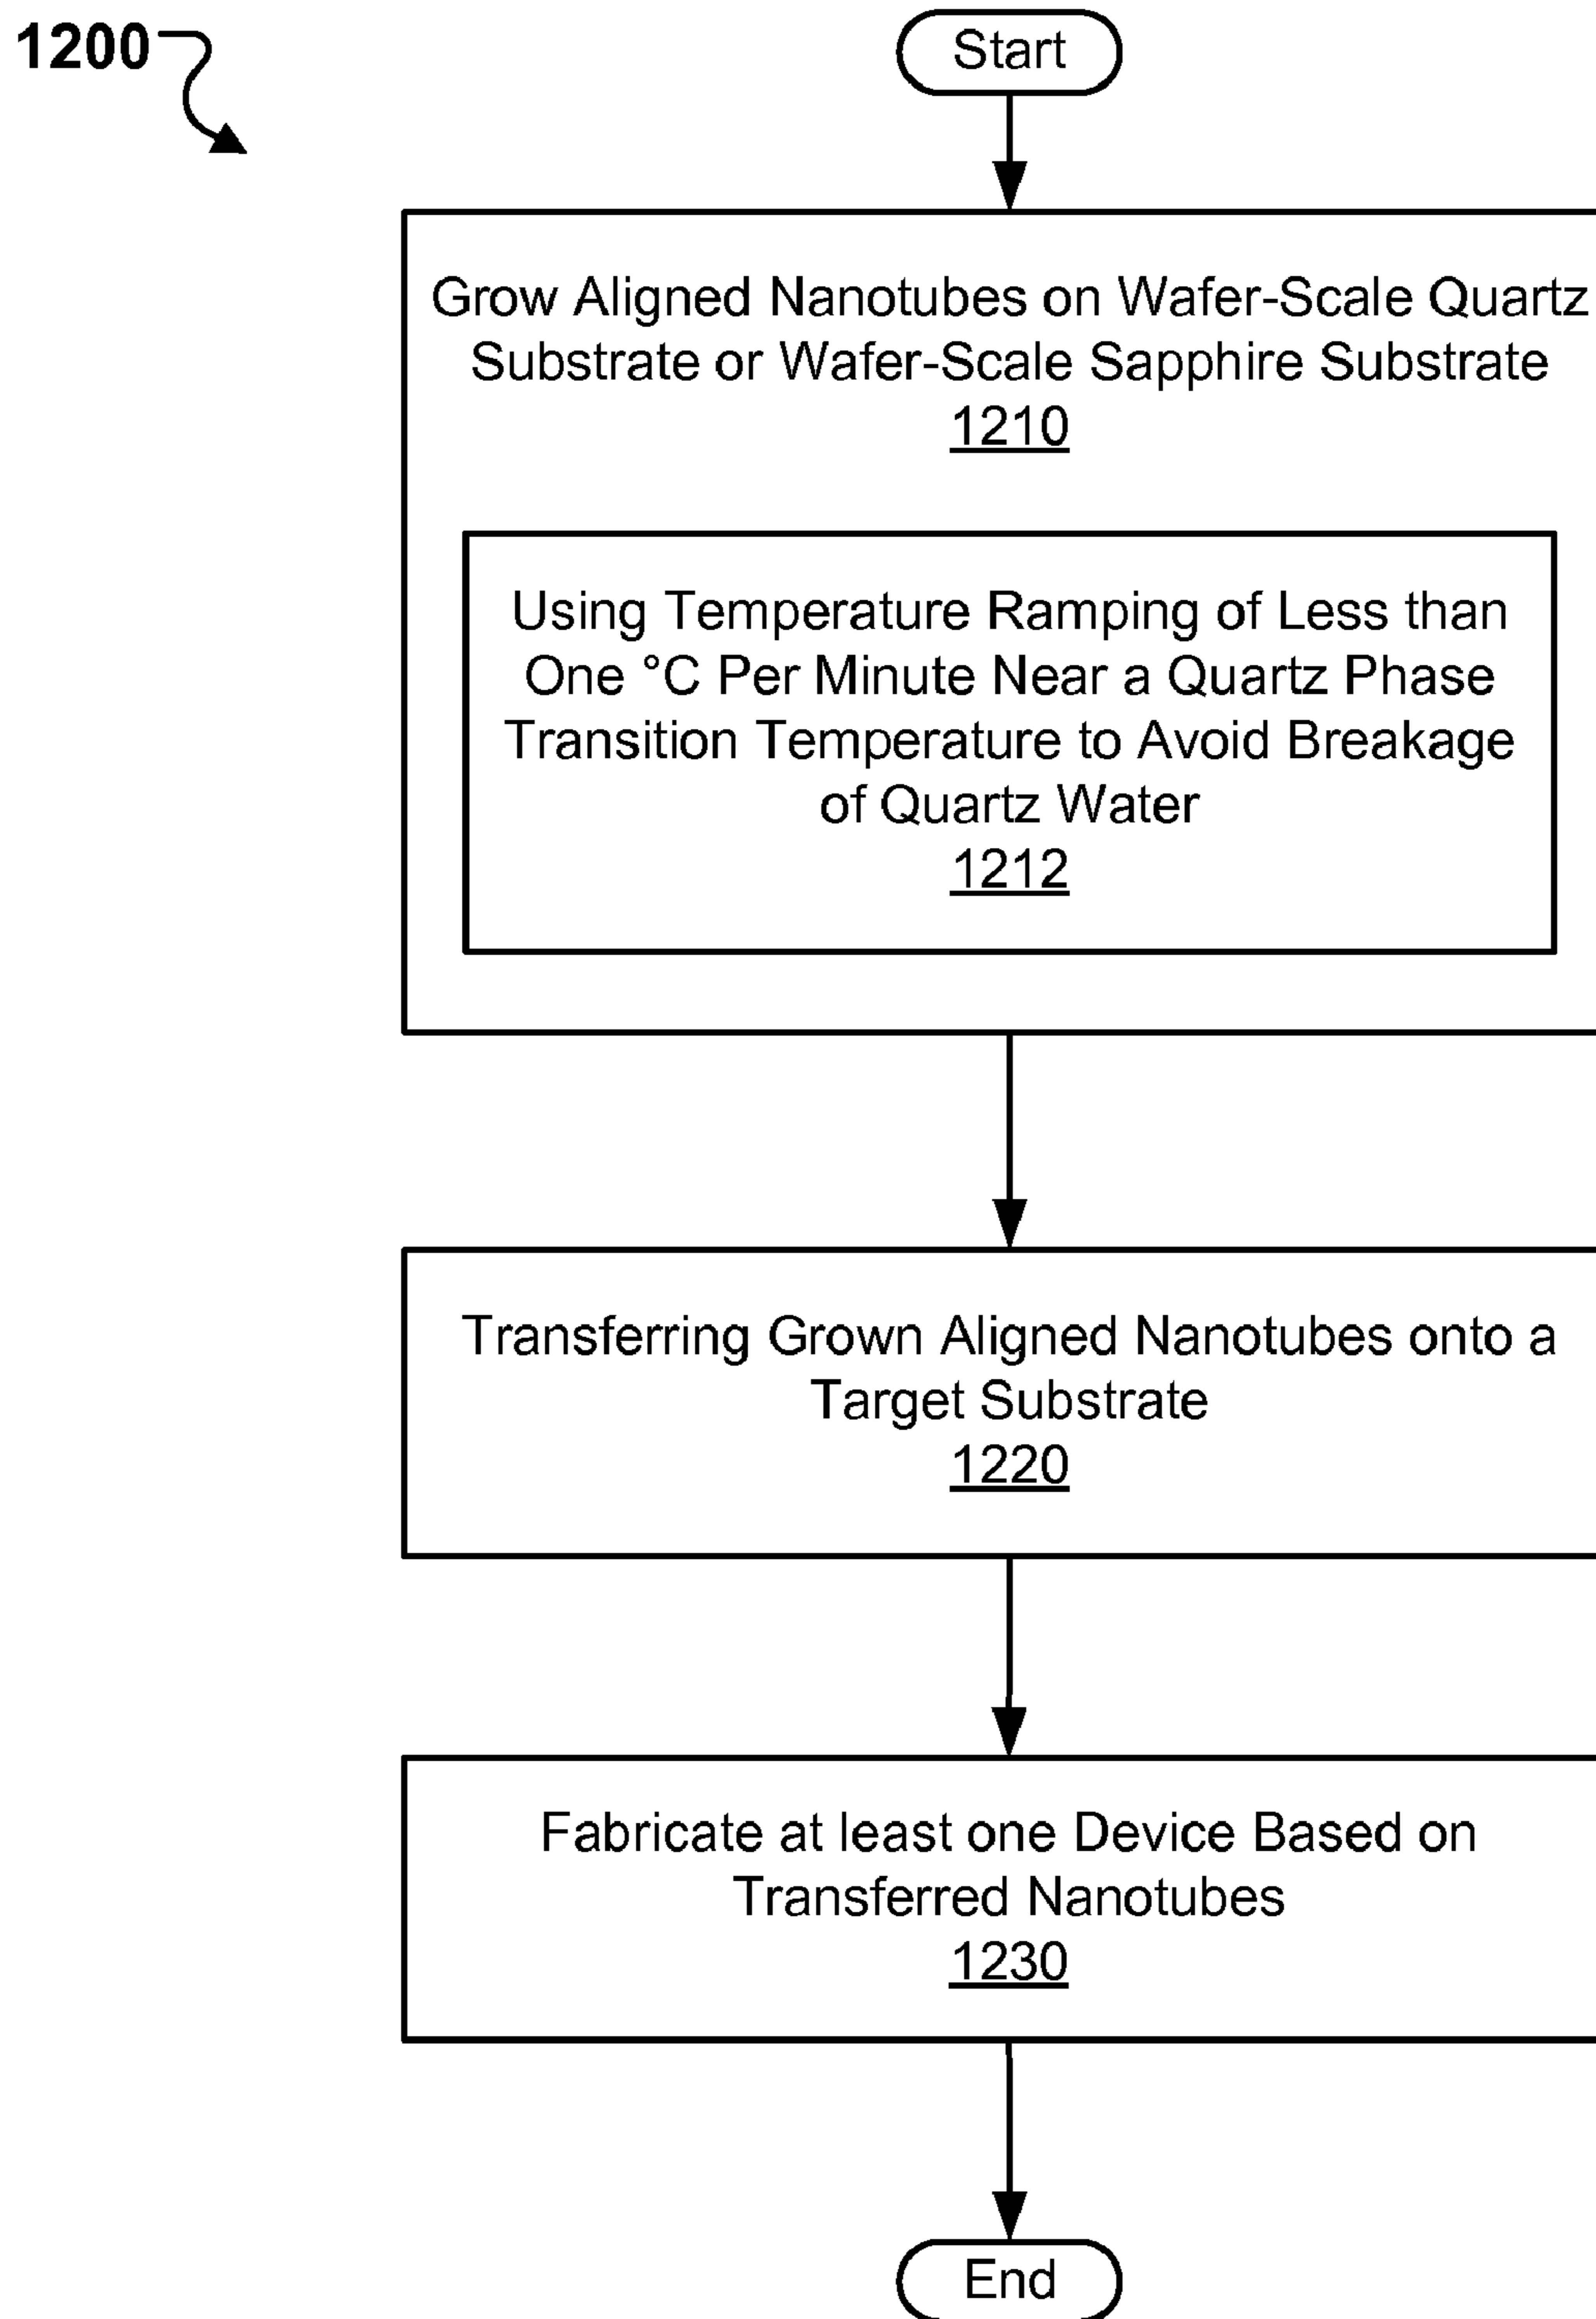 1200
Start
Grow Aligned Nanotubes on Wafer-Scale Quartz
Substrate or Wafer-Scale Sapphire Substrate
1210
Using Temperature Ramping of Less than
One °C Per Minute Near a Quartz Phase
Transition Temperature to Avoid Breakage
of Quartz Water
1212
Transferring Grown Aligned Nanotubes onto a
Target Substrate
1220
Fabricate at least one Device Based on
Transferred Nanotubes
1230
End